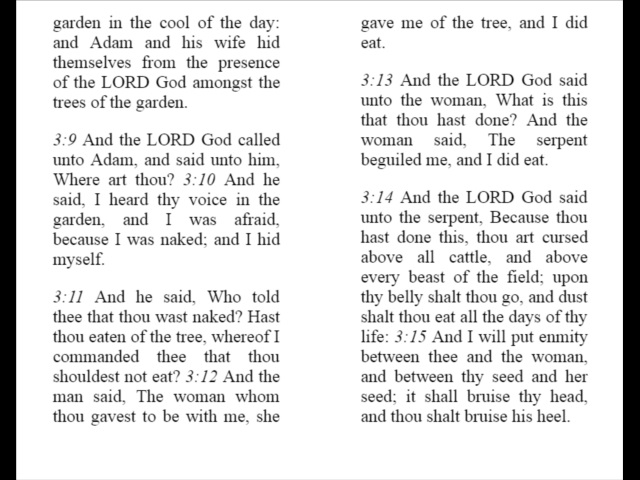 garden in the cool of the day:
and Adam and his wife hid
themselves from the presence
of the LORD God amongst the
trees of the garden.
3:9 And the LORD God called
unto Adam, and said unto him,
Where art thou? 3:10 And he
said, I heard thy voice in the
garden, and I was afraid,
because I was naked; and I hid
myself.
3:11 And he said, Who told
thee that thou wast naked? Hast
thou eaten of the tree, whereof I
commanded thee that thou
shouldest not eat? 3:12 And the
man said, The woman whom
thou gavest to be with me, she
gave me of the tree, and I did
eat.
3:13 And the LORD God said
unto the woman, What is this
that thou hast done? And the
woman said, The serpent
beguiled me, and I did eat.
3:14 And the LORD God said
unto the serpent, Because thou
hast done this, thou art cursed
above all cattle, and above
every beast of the field; upon
thy belly shalt thou go, and dust
shalt thou eat all the days of thy
life: 3:15 And I will put enmity
between thee and the woman,
and between thy seed and her
seed; it shall bruise thy head,
and thou shalt bruise his heel.